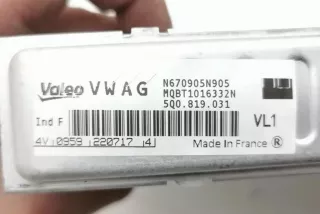 Valeo VWAG N670905N905
MQBT1016332N
5Q0.819.031
Ind F VL1
4V 0959 220717 4 Made In France ®